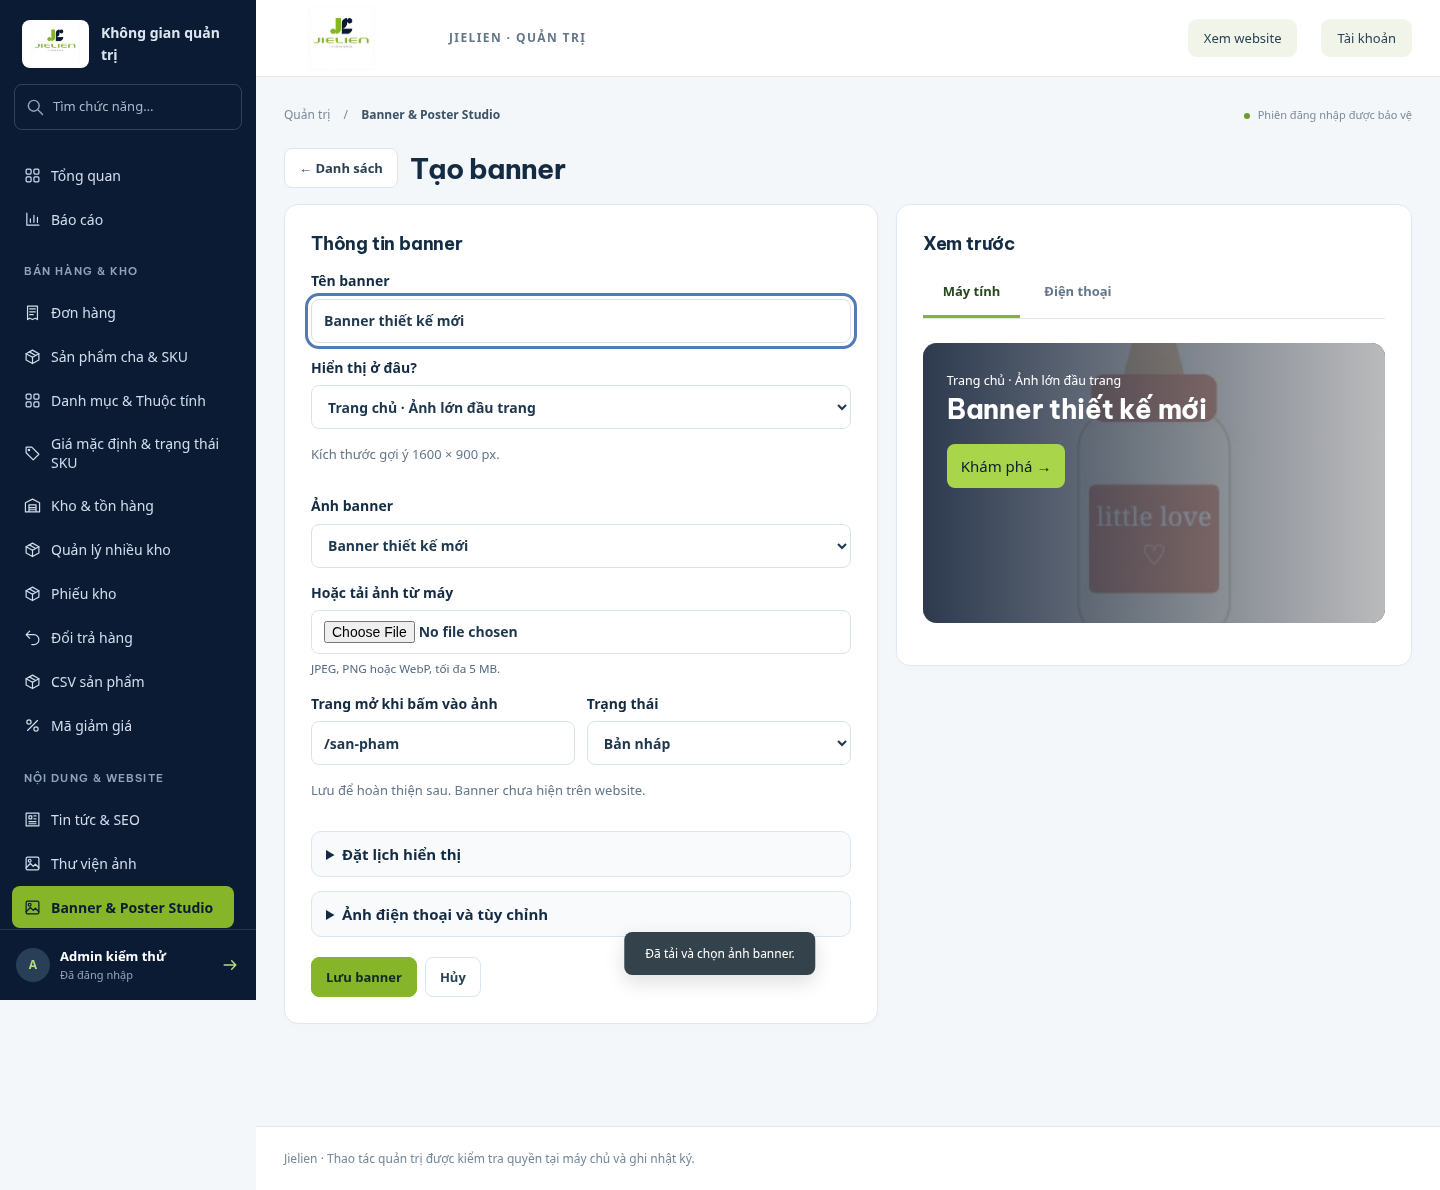 JIELIEN
Không gian quản
trị
Tìm chức năng...
Tổng quan
Báo cáo
BÁN HÀNG & KHO
Đơn hàng
Sản phẩm cha & SKU
Danh mục & Thuộc tính
Giá mặc định & trạng thái
SKU
Kho & tồn hàng
Quản lý nhiều kho
Phiếu kho
Đổi trả hàng
CSV sản phẩm
Mã giảm giá
NỘI DUNG & WEBSITE
Tin tức & SEO
Thư viện ảnh
Banner & Poster Studio
A
Admin kiểm thử
Đã đăng nhập
JIELIEN
JIELIEN · QUẢN TRỊ
Xem website
Tài khoản
Quản trị / Banner & Poster Studio
Phiên đăng nhập được bảo vệ
← Danh sách
Tạo banner
Thông tin banner
Tên banner
Banner thiết kế mới
Hiển thị ở đâu?
Trang chủ · Ảnh lớn đầu trang
Kích thước gợi ý 1600 × 900 px.
Ảnh banner
Banner thiết kế mới
Hoặc tải ảnh từ máy
Choose File No file chosen
JPEG, PNG hoặc WebP, tối đa 5 MB.
Trang mở khi bấm vào ảnh
/san-pham
Trạng thái
Bản nháp
Lưu để hoàn thiện sau. Banner chưa hiện trên website.
Đặt lịch hiển thị
Ảnh điện thoại và tùy chỉnh
Đã tải và chọn ảnh banner.
Lưu banner
Hủy
Xem trước
Máy tính
Điện thoại
Trang chủ · Ảnh lớn đầu trang
Banner thiết kế mới
Khám phá →
little love
♡
Jielien · Thao tác quản trị được kiểm tra quyền tại máy chủ và ghi nhật ký.